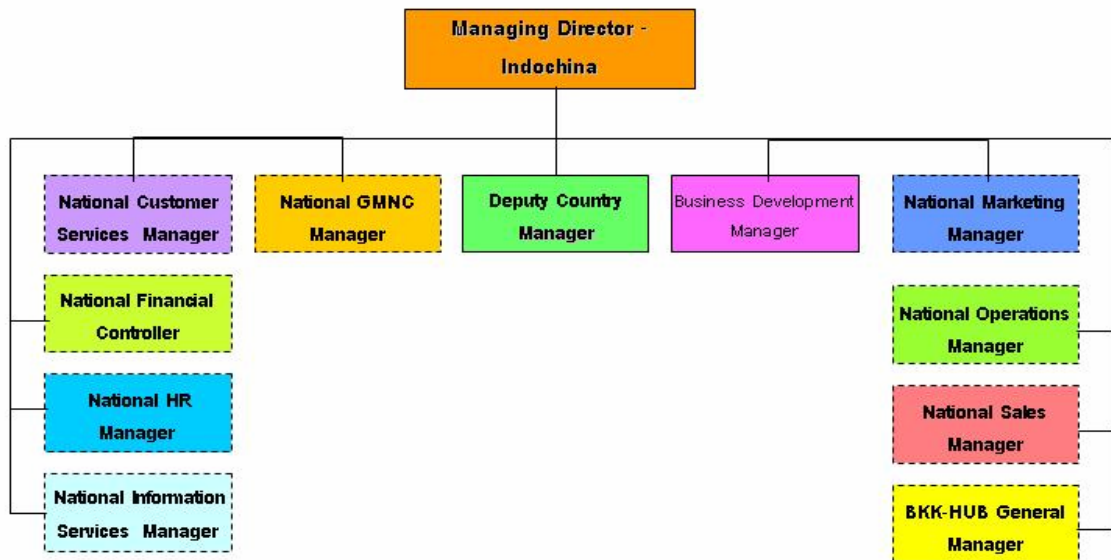 Managing Director -
Indochina
National Customer
Services Manager
National GMNC
Manager
Deputy Country
Manager
Business Development
Manager
National Marketing
Manager
National Financial
Controller
National Operations
Manager
National HR
Manager
National Sales
Manager
National Information
Services Manager
BKK-HUB General
Manager